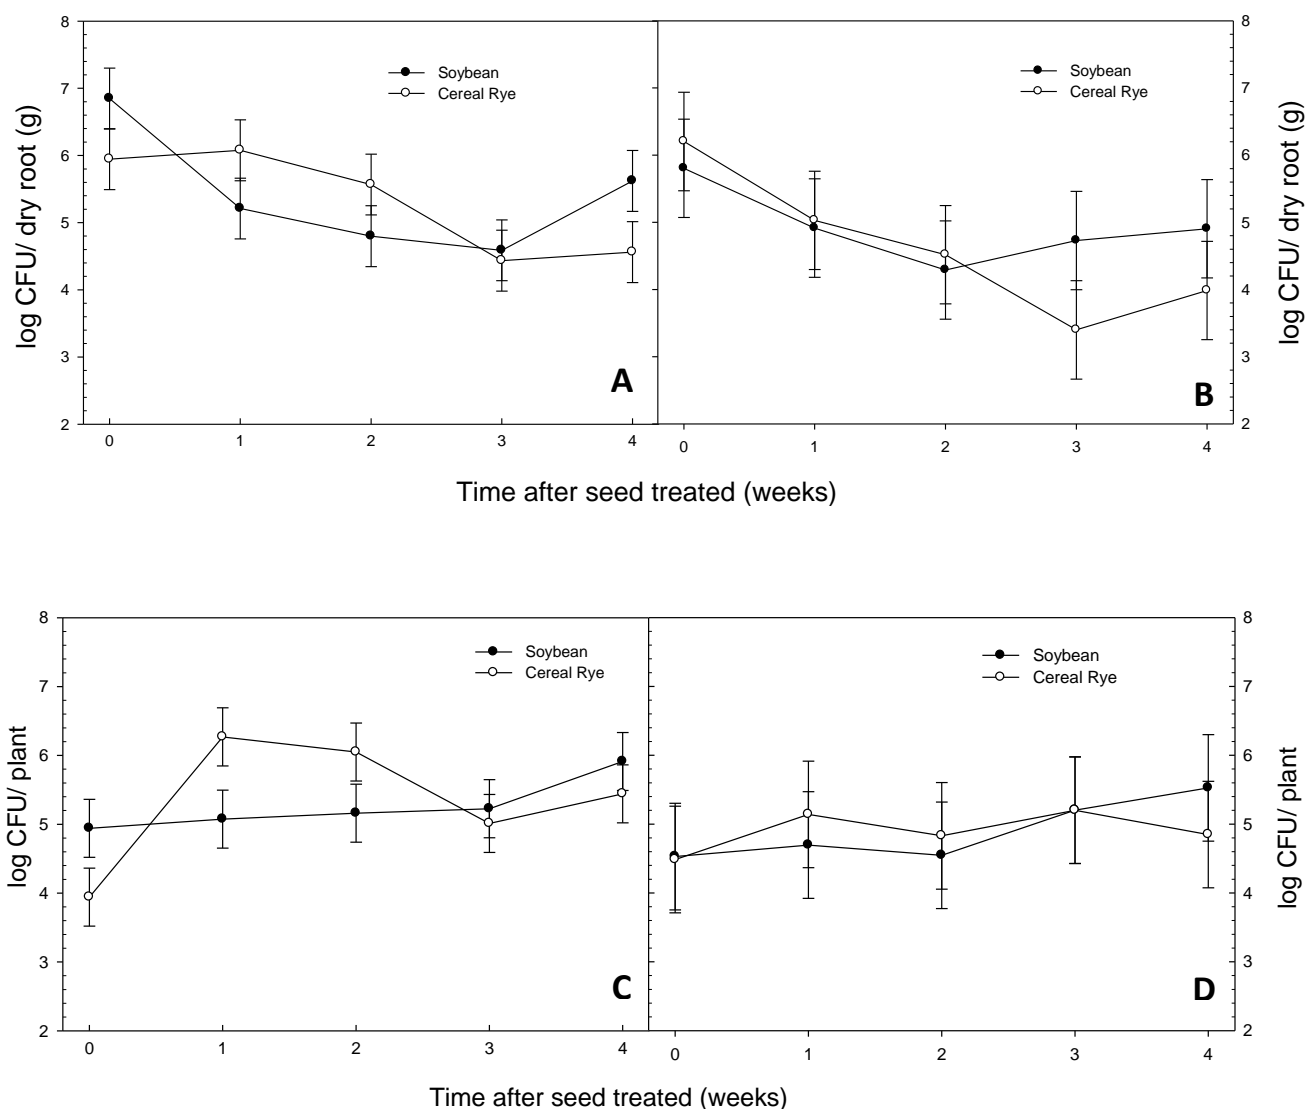 8
7
6
5
4
3
2
log CFU/ dry root (g)
Soybean
Cereal Rye
A
0 1 2 3 4
Soybean
Cereal Rye
B
0 1 2 3 4
8
7
6
5
4
3
2
log CFU/ dry root (g)
Time after seed treated (weeks)
8
7
6
5
4
3
2
log CFU/ plant
Soybean
Cereal Rye
C
0 1 2 3 4
Soybean
Cereal Rye
D
0 1 2 3 4
8
7
6
5
4
3
2
log CFU/ plant
Time after seed treated (weeks)